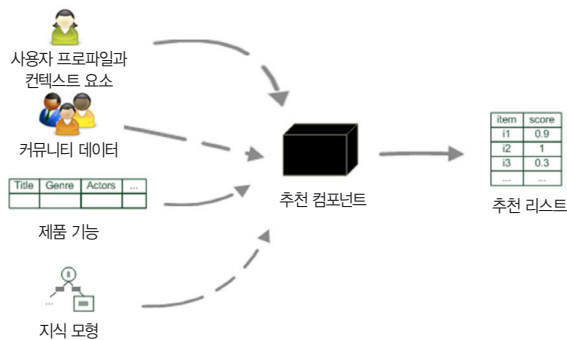 사용자 프로파일과
컨텍스트 요소
커뮤니티 데이터
Title Genre Actors ...
제품 기능
...
지식 모형
추천 컴포넌트
item score
i1 0.9
i2 1
i3 0.3
... ...
추천 리스트